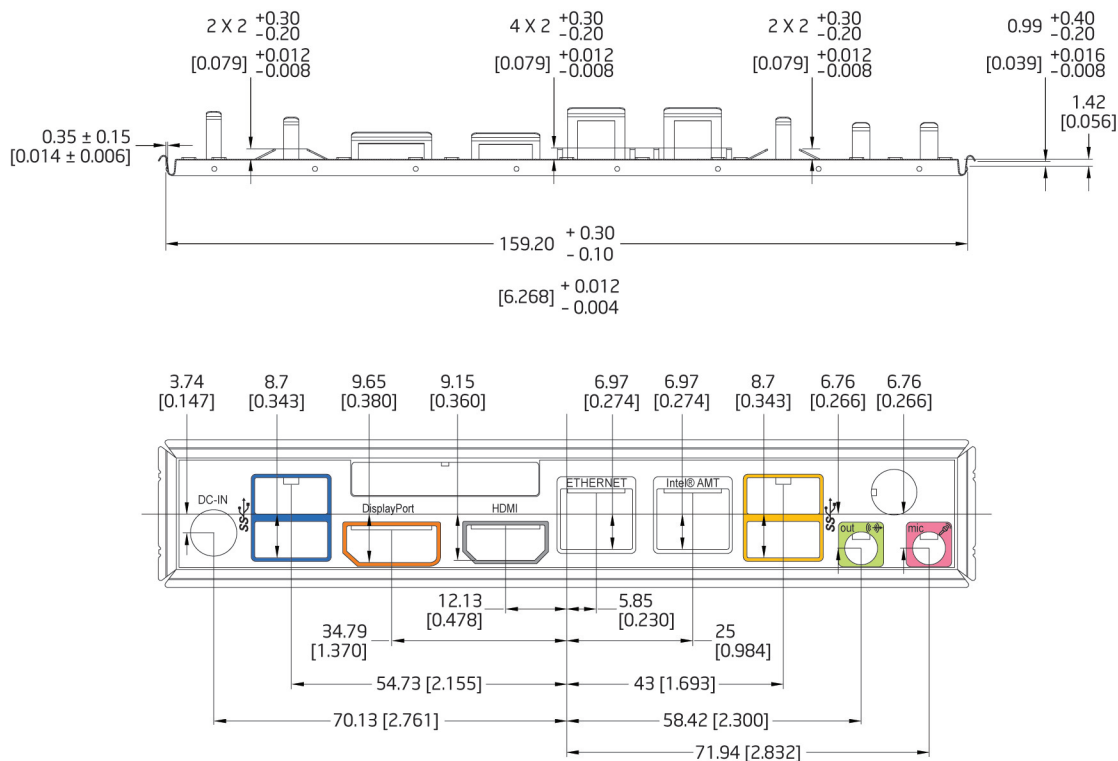 2 X 2 +0.30 -0.20
[0.079] +0.012 -0.008
4 X 2 +0.30 -0.20
[0.079] +0.012 -0.008
2 X 2 +0.30 -0.20
[0.079] +0.012 -0.008
0.99 +0.40 -0.20
[0.039] +0.016 -0.008
1.42
[0.056]
0.35 ± 0.15
[0.014 ± 0.006]
159.20 + 0.30 - 0.10
[6.268] + 0.012 - 0.004
3.74
[0.147]
8.7
[0.343]
9.65
[0.380]
9.15
[0.360]
6.97
[0.274]
6.97
[0.274]
8.7
[0.343]
6.76
[0.266]
6.76
[0.266]
DC-IN
SS
DisplayPort
HDMI
ETHERNET
Intel® AMT
SS
out
mic
12.13
[0.478]
5.85
[0.230]
34.79
[1.370]
25
[0.984]
54.73 [2.155]
43 [1.693]
70.13 [2.761]
58.42 [2.300]
71.94 [2.832]